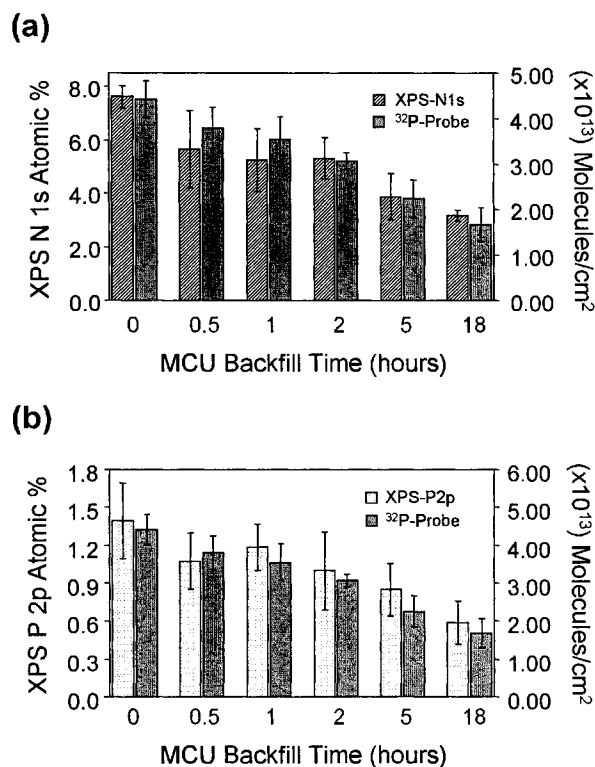 (a)
XPS N 1s Atomic %
8.0
6.0
4.0
2.0
0.0
XPS-N1s
³²P-Probe
5.00
4.00
3.00
2.00
1.00
0.00
(x10¹³) Molecules/cm²
0 0.5 1 2 5 18
MCU Backfill Time (hours)
(b)
XPS P 2p Atomic %
1.8
1.5
1.2
0.9
0.6
0.3
0.0
XPS-P2p
³²P-Probe
6.00
5.00
4.00
3.00
2.00
1.00
0.00
(x10¹³) Molecules/cm²
0 0.5 1 2 5 18
MCU Backfill Time (hours)